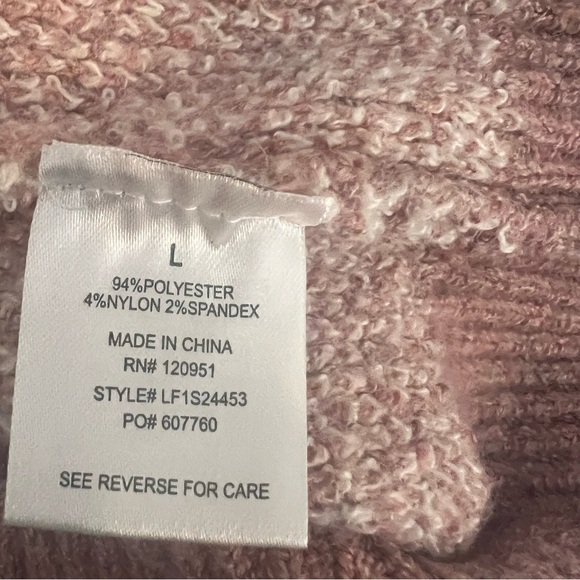 L
94%POLYESTER
4%NYLON 2%SPANDEX
MADE IN CHINA
RN# 120951
STYLE# LF1S24453
PO# 607760
SEE REVERSE FOR CARE